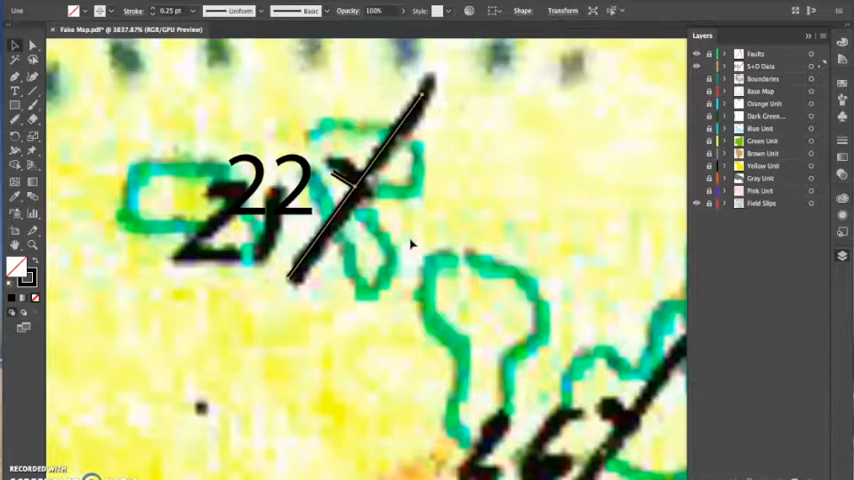 Line
Stroke:
0.25 pt
Uniform
Basic
Opacity:
100%
Style:
Shape
Transform
× Fake Map.pdf* @ 3837.87% (RGB/GPU Preview)
Layers
Faults
S+D Data
Boundaries
Base Map
Orange Unit
Dark Green...
Blue Unit
Green Unit
Brown Unit
Yellow Unit
Gray Unit
Pink Unit
Field Slips
22
RECORDED WITH